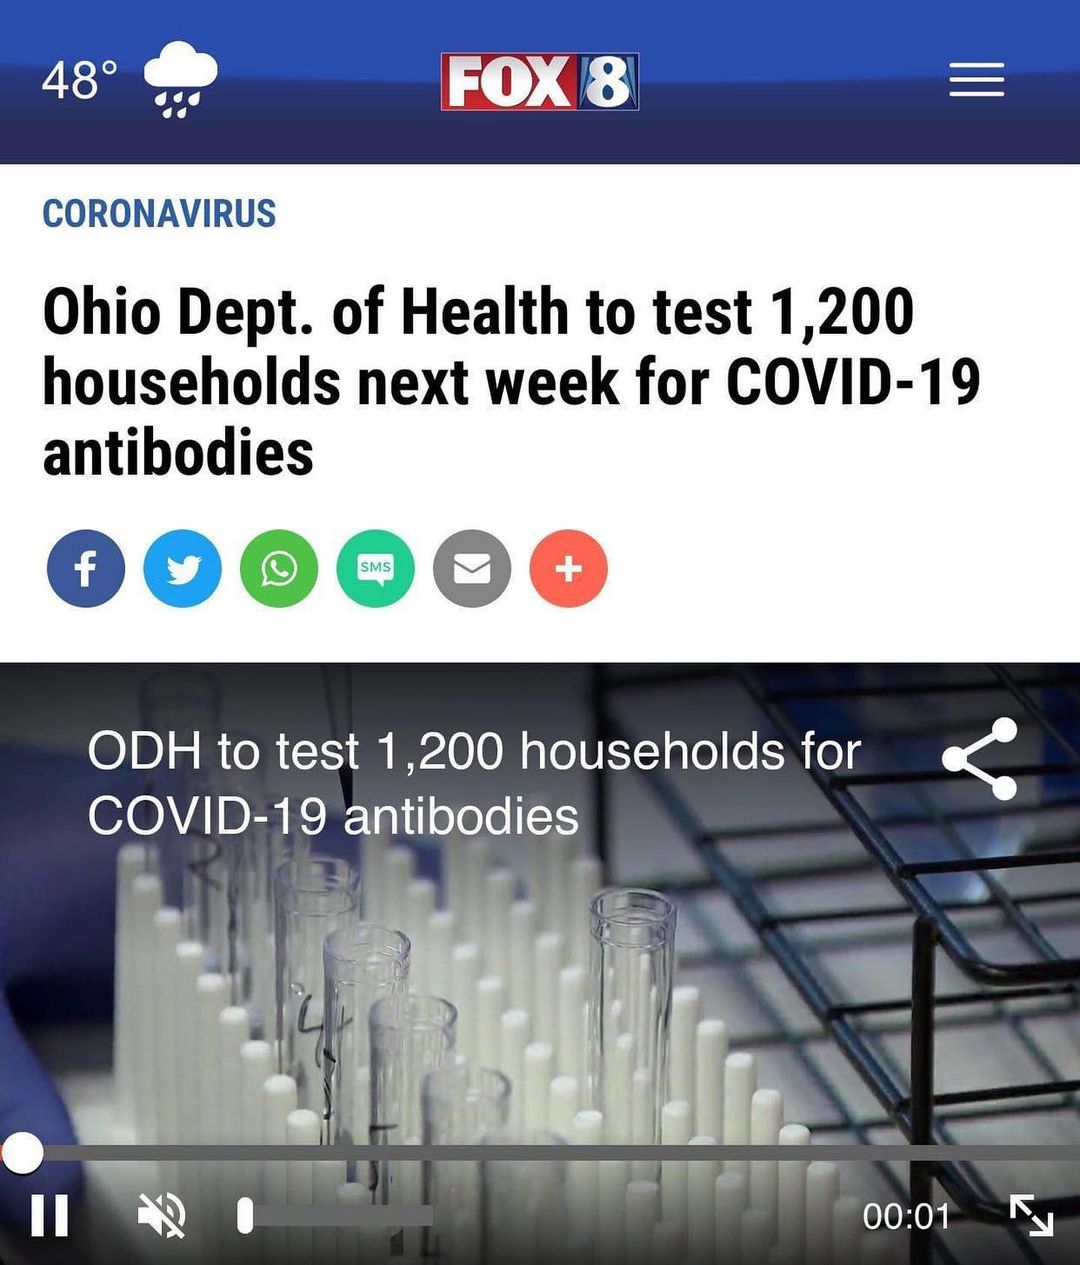 48°
FOX 8
CORONAVIRUS
Ohio Dept. of Health to test 1,200
households next week for COVID-19
antibodies
f
SMS
ODH to test 1,200 households for
COVID-19 antibodies
00:01